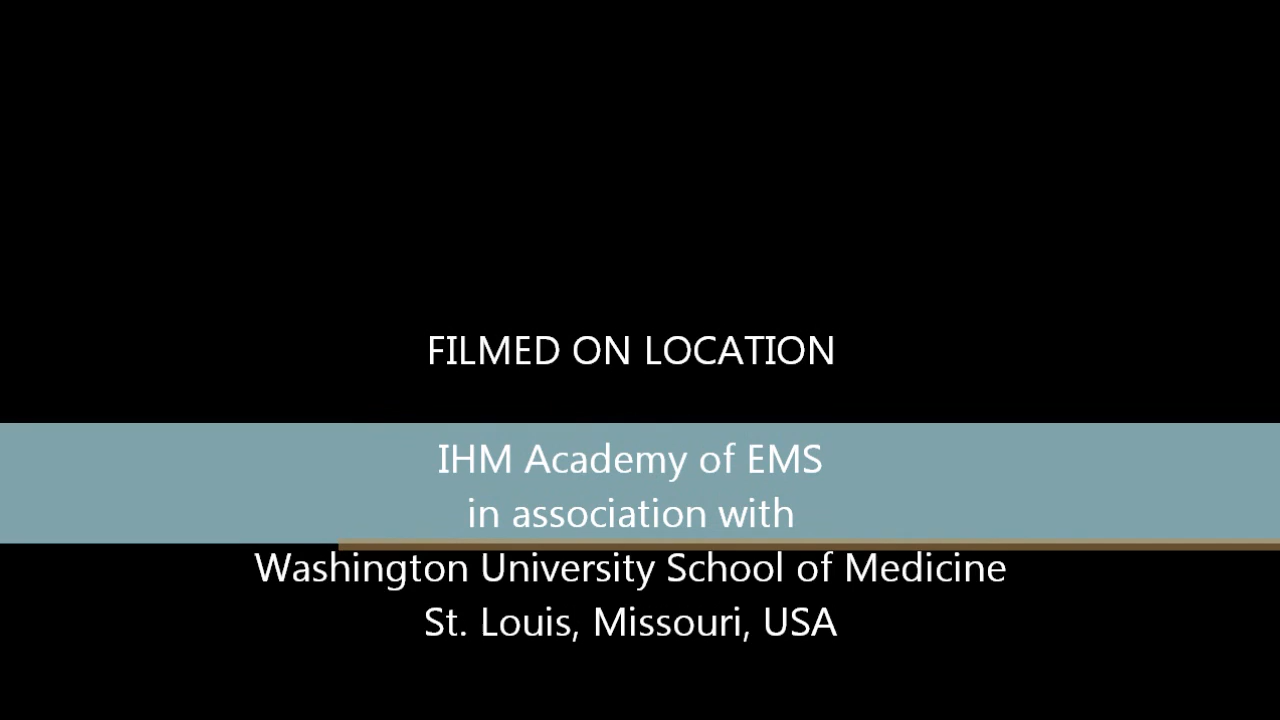 FILMED ON LOCATION
IHM Academy of EMS
in association with
Washington University School of Medicine
St. Louis, Missouri, USA